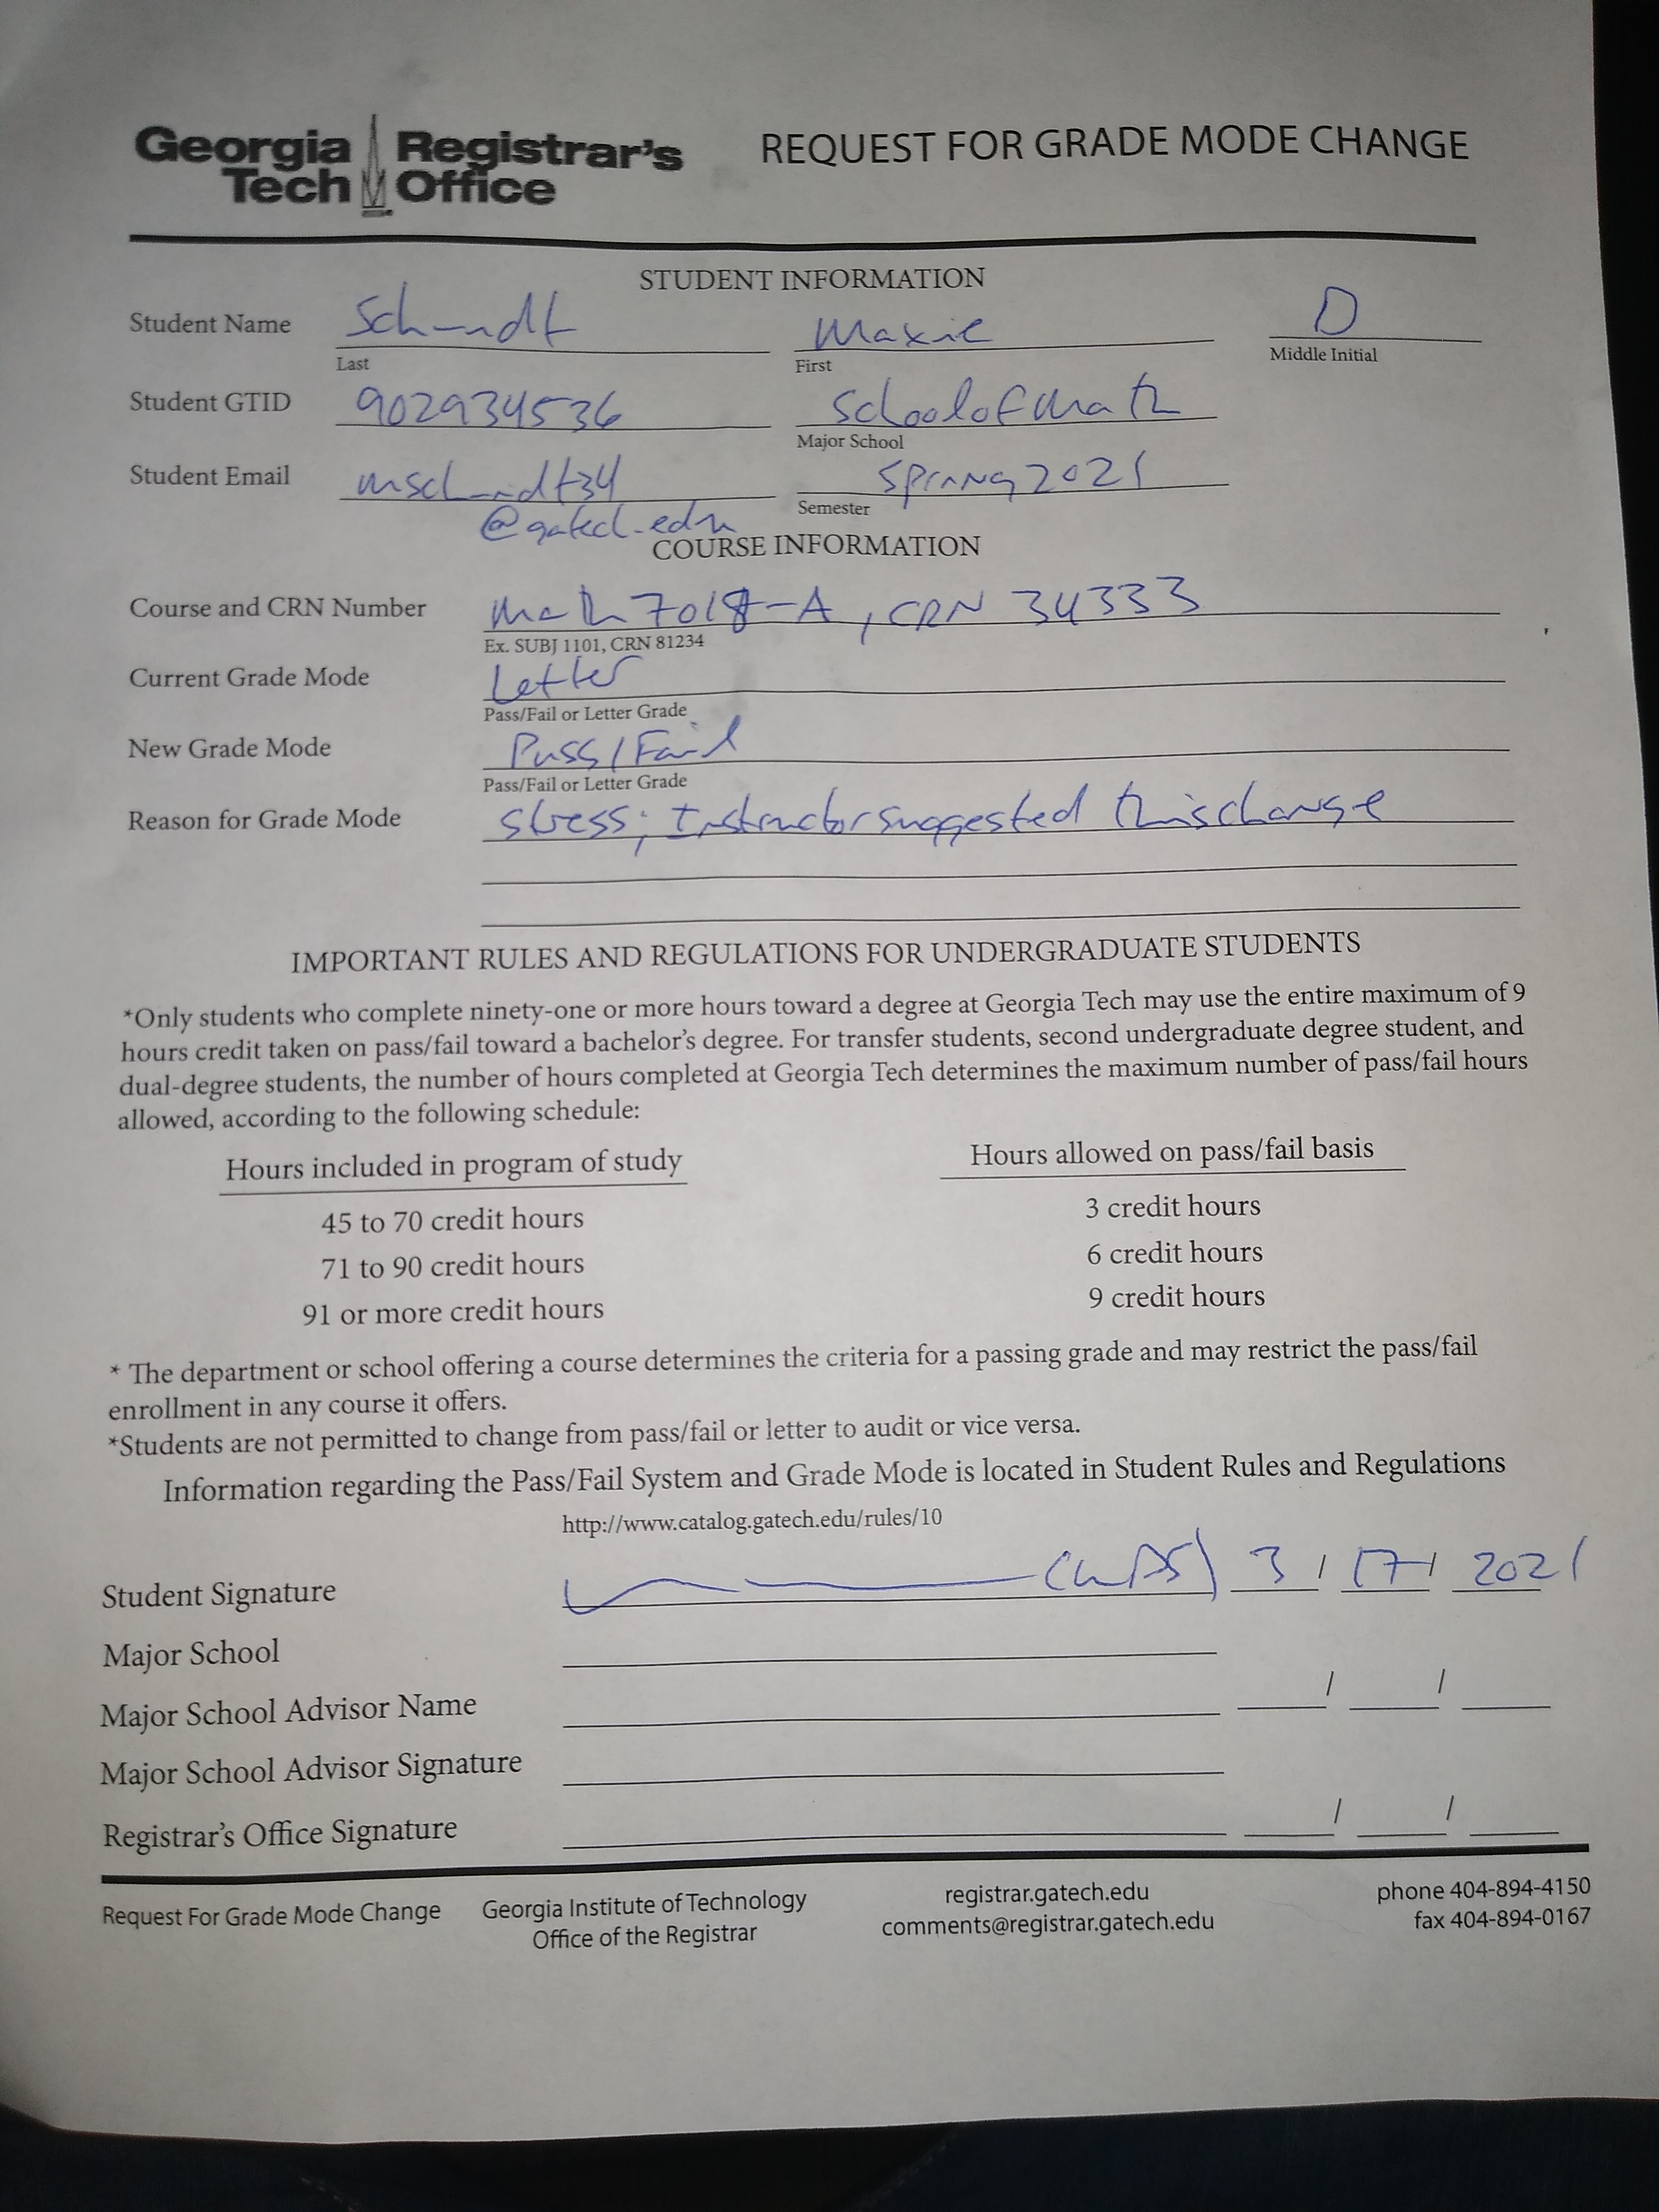 Georgia Tech Registrar's Office REQUEST FOR GRADE MODE CHANGE
STUDENT INFORMATION
Student Name Schmidt Maxie D
Last First Middle Initial
Student GTID 902934536 School of Math
Major School
Student Email mschmidt34 Spring 2021
@gatech.edu Semester
COURSE INFORMATION
Course and CRN Number Math 7018-A, CRN 34333
Ex. SUBJ 1101, CRN 81234
Current Grade Mode Letter
Pass/Fail or Letter Grade
New Grade Mode Pass/Fail
Pass/Fail or Letter Grade
Reason for Grade Mode Stress; Instructor suggested this change
IMPORTANT RULES AND REGULATIONS FOR UNDERGRADUATE STUDENTS
*Only students who complete ninety-one or more hours toward a degree at Georgia Tech may use the entire maximum of 9
hours credit taken on pass/fail toward a bachelor's degree. For transfer students, second undergraduate degree student, and
dual-degree students, the number of hours completed at Georgia Tech determines the maximum number of pass/fail hours
allowed, according to the following schedule:
Hours included in program of study Hours allowed on pass/fail basis
45 to 70 credit hours 3 credit hours
71 to 90 credit hours 6 credit hours
91 or more credit hours 9 credit hours
* The department or school offering a course determines the criteria for a passing grade and may restrict the pass/fail
enrollment in any course it offers.
*Students are not permitted to change from pass/fail or letter to audit or vice versa.
Information regarding the Pass/Fail System and Grade Mode is located in Student Rules and Regulations
http://www.catalog.gatech.edu/rules/10
Student Signature (MDS) 3 / 17 / 2021
Major School
Major School Advisor Name / /
Major School Advisor Signature
Registrar's Office Signature / /
Request For Grade Mode Change Georgia Institute of Technology registrar.gatech.edu phone 404-894-4150
Office of the Registrar comments@registrar.gatech.edu fax 404-894-0167